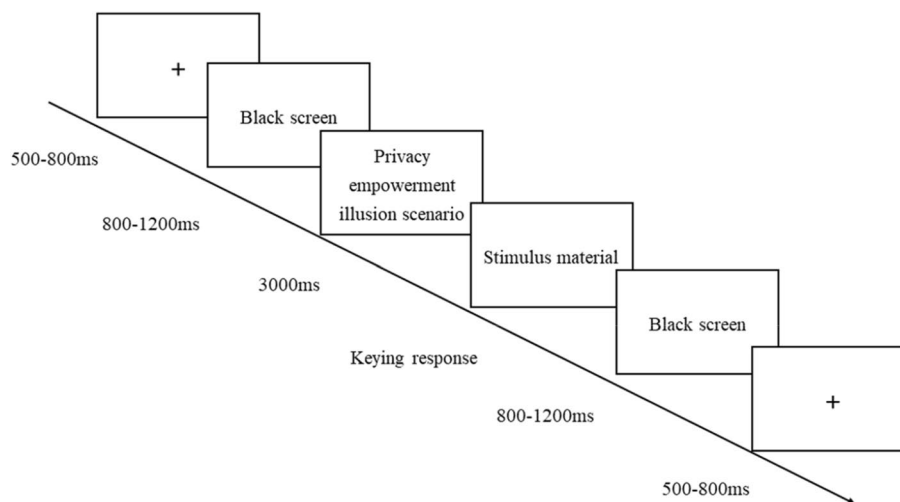 +
Black screen
Privacy
empowerment
illusion scenario
Stimulus material
Black screen
+
500-800ms
800-1200ms
3000ms
Keying response
800-1200ms
500-800ms